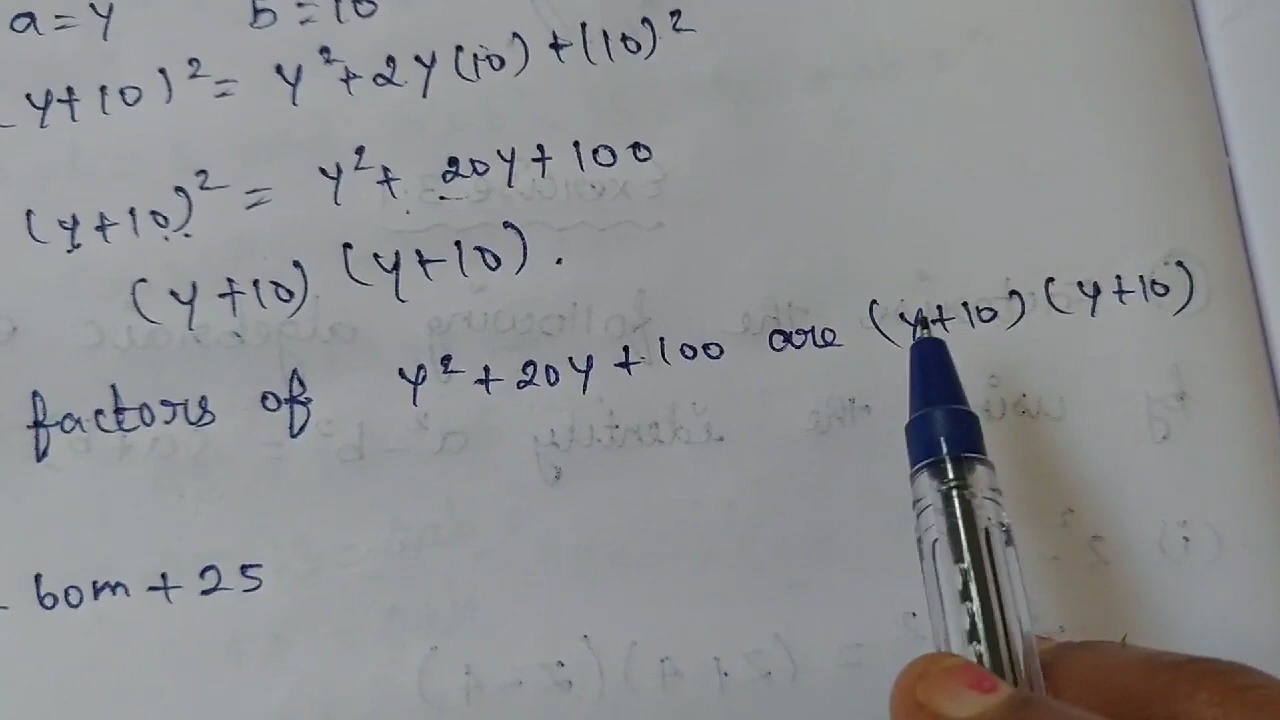 a = y b = 10
y+10)² = y² + 2y(10) + (10)²
(y+10)² = y² + 20y + 100
(y+10) (y+10).
factors of y² + 20y + 100 are (y+10)(y+10)
60m + 25